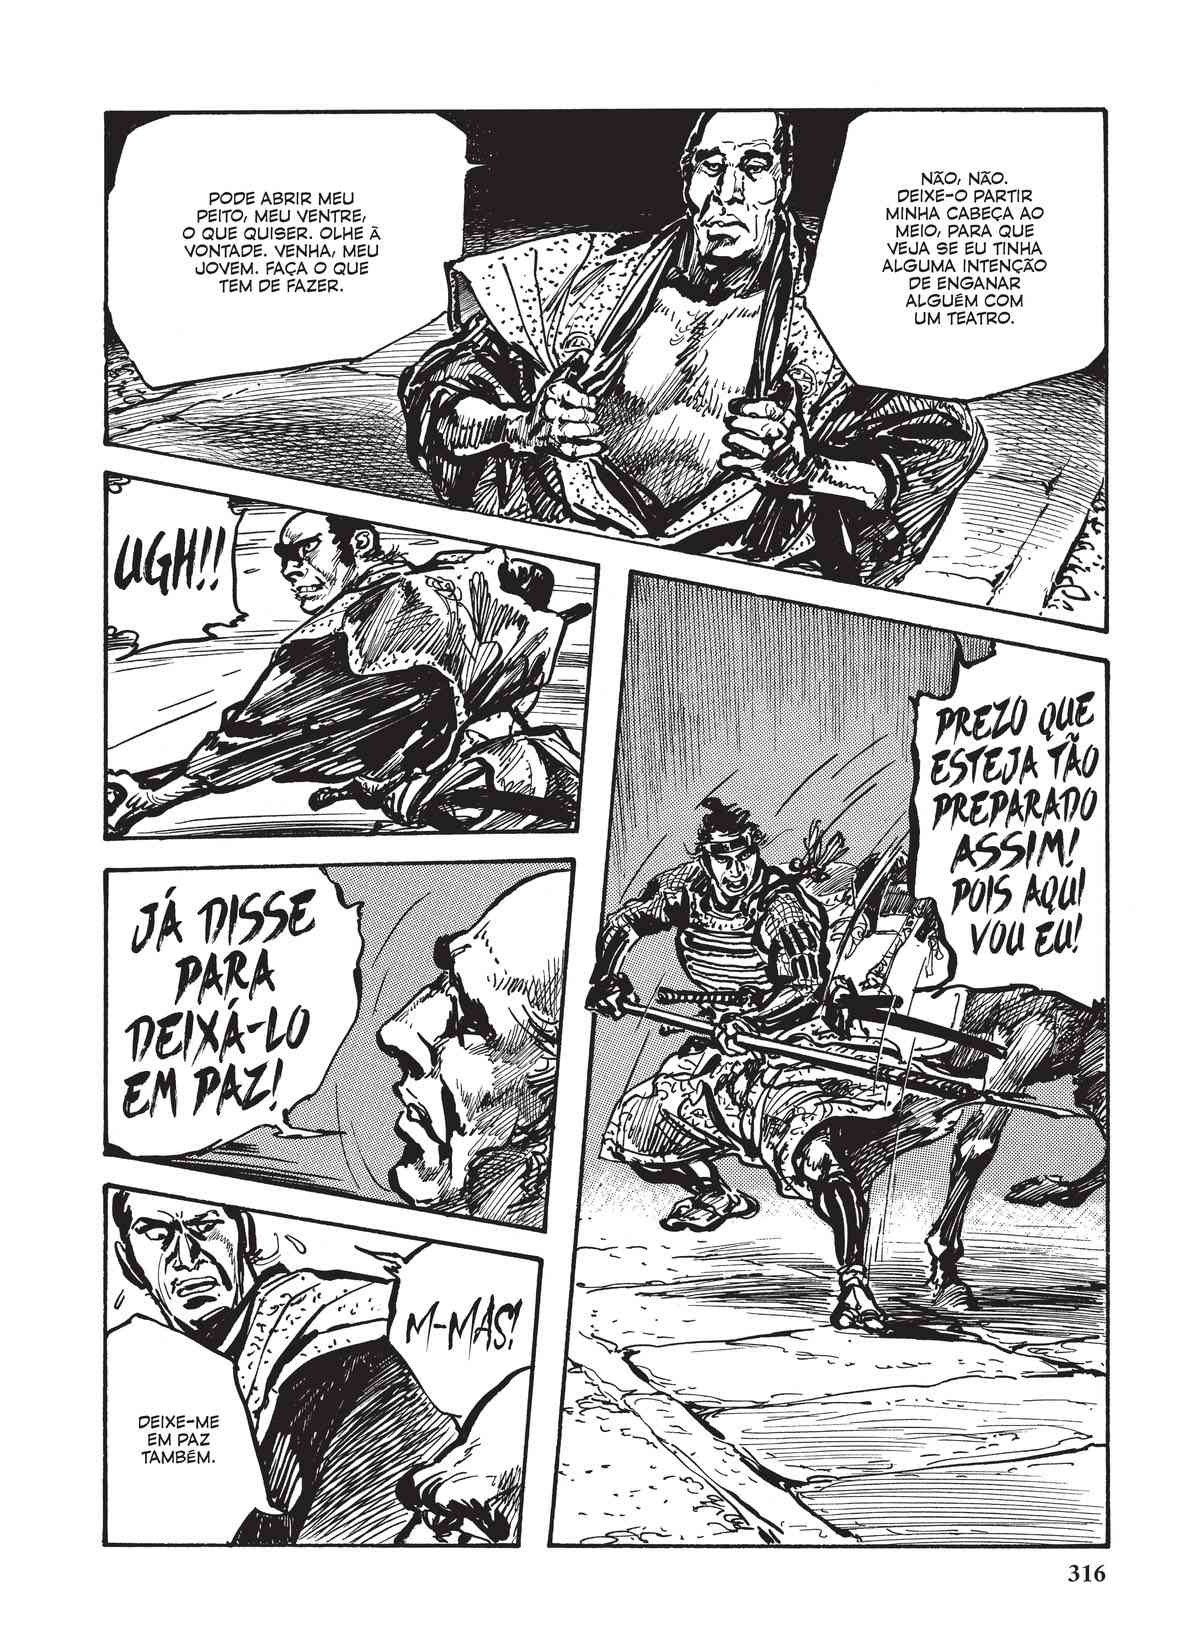 NÃO, NÃO.
DEIXE-O PARTIR
MINHA CABEÇA AO
MEIO, PARA QUE
VEJA SE EU TINHA
ALGUMA INTENÇÃO
DE ENGANAR
ALGUÉM COM
UM TEATRO.
PODE ABRIR MEU
PEITO, MEU VENTRE,
O QUE QUISER. OLHE À
VONTADE. VENHA, MEU
JOVEM. FAÇA O QUE
TEM DE FAZER.
PREZO QUE
ESTEJA TÃO
PREPARADO
ASSIM!
POIS AQUI
VOU EU!
UGH!!
JÁ DISSE
PARA
DEIXÁ-LO
EM PAZ!
M-MAS!
DEIXE-ME
EM PAZ
TAMBÉM.
316